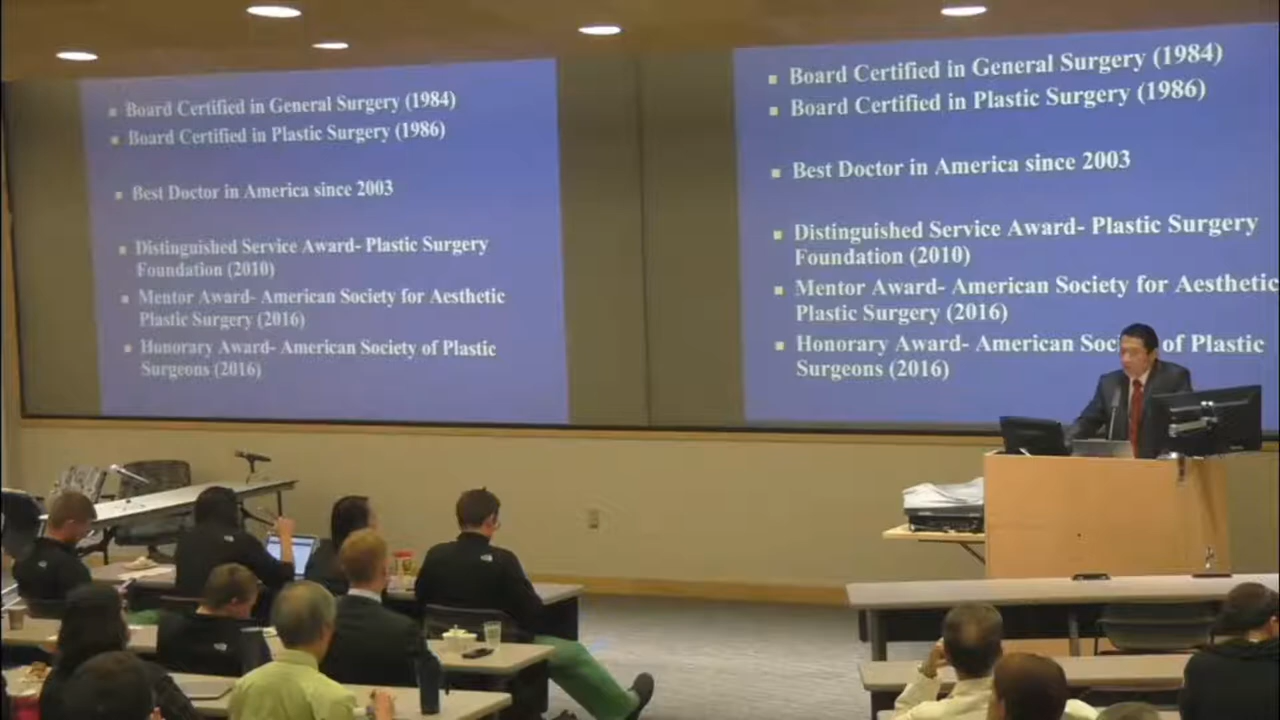 Board Certified in General Surgery (1984)
Board Certified in Plastic Surgery (1986)
Best Doctor in America since 2003
Distinguished Service Award- Plastic Surgery
Foundation (2010)
Mentor Award- American Society for Aesthetic
Plastic Surgery (2016)
Honorary Award- American Society of Plastic
Surgeons (2016)
Board Certified in General Surgery (1984)
Board Certified in Plastic Surgery (1986)
Best Doctor in America since 2003
Distinguished Service Award- Plastic Surgery
Foundation (2010)
Mentor Award- American Society for Aesthetic
Plastic Surgery (2016)
Honorary Award- American Soci of Plastic
Surgeons (2016)